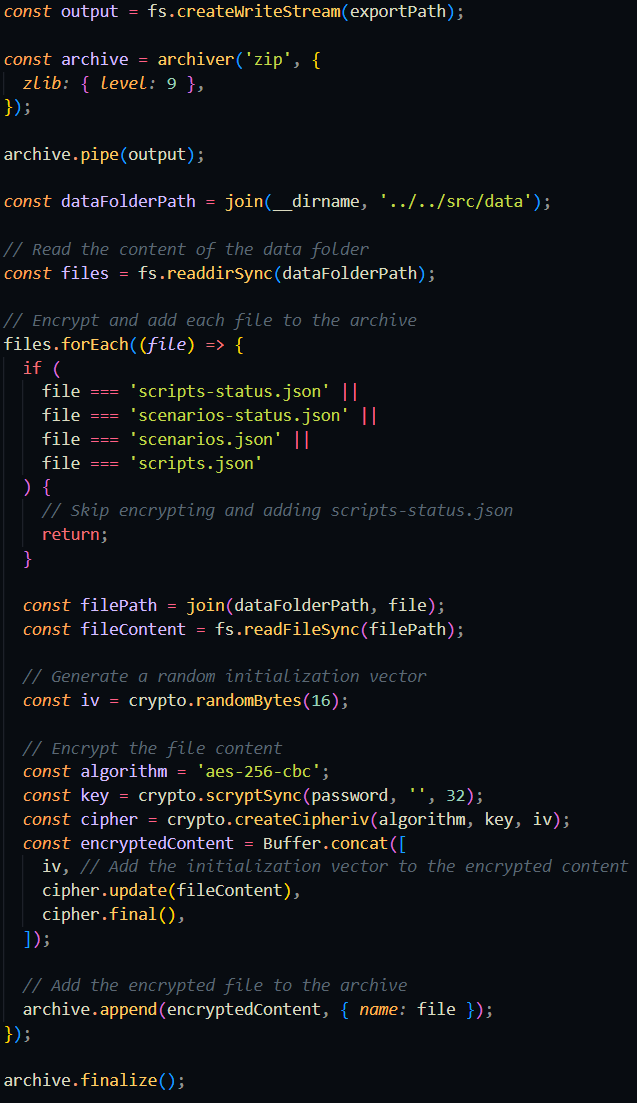 const output = fs.createWriteStream(exportPath);
const archive = archiver('zip', {
  zlib: { level: 9 },
});
archive.pipe(output);
const dataFolderPath = join(__dirname, '../../src/data');
// Read the content of the data folder
const files = fs.readdirSync(dataFolderPath);
// Encrypt and add each file to the archive
files.forEach((file) => {
  if (
    file === 'scripts-status.json' ||
    file === 'scenarios-status.json' ||
    file === 'scenarios.json' ||
    file === 'scripts.json'
  ) {
    // Skip encrypting and adding scripts-status.json
    return;
  }
  const filePath = join(dataFolderPath, file);
  const fileContent = fs.readFileSync(filePath);
  // Generate a random initialization vector
  const iv = crypto.randomBytes(16);
  // Encrypt the file content
  const algorithm = 'aes-256-cbc';
  const key = crypto.scryptSync(password, '', 32);
  const cipher = crypto.createCipheriv(algorithm, key, iv);
  const encryptedContent = Buffer.concat([
    iv, // Add the initialization vector to the encrypted content
    cipher.update(fileContent),
    cipher.final(),
  ]);
  // Add the encrypted file to the archive
  archive.append(encryptedContent, { name: file });
});
archive.finalize();